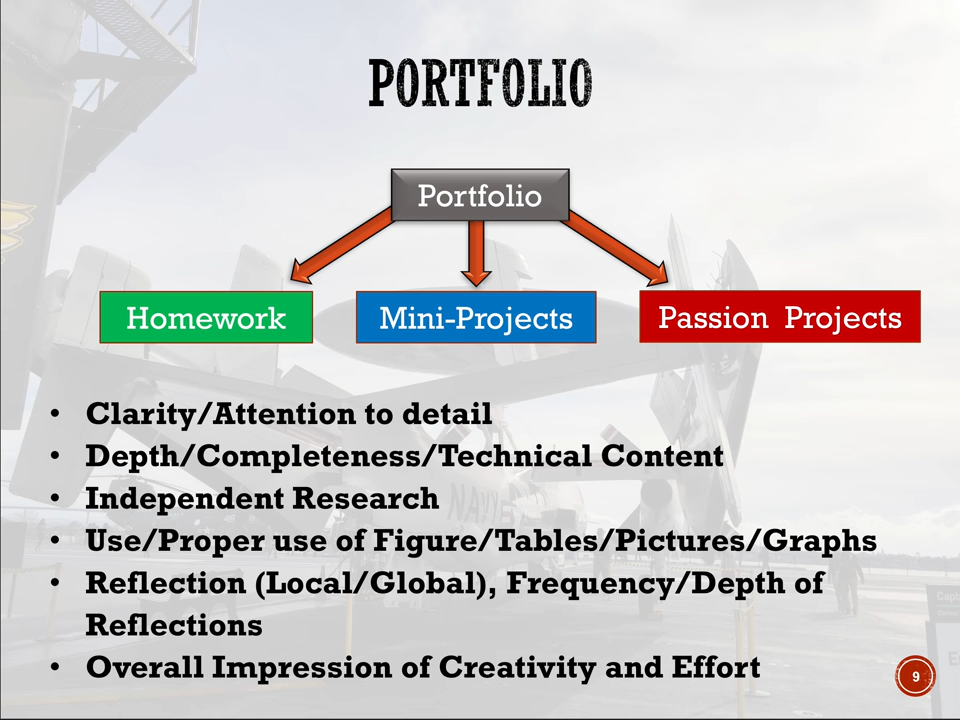 PORTFOLIO
Portfolio
Homework
Mini-Projects
Passion Projects
• Clarity/Attention to detail
• Depth/Completeness/Technical Content
• Independent Research
• Use/Proper use of Figure/Tables/Pictures/Graphs
• Reflection (Local/Global), Frequency/Depth of
Reflections
• Overall Impression of Creativity and Effort
NAVY
9